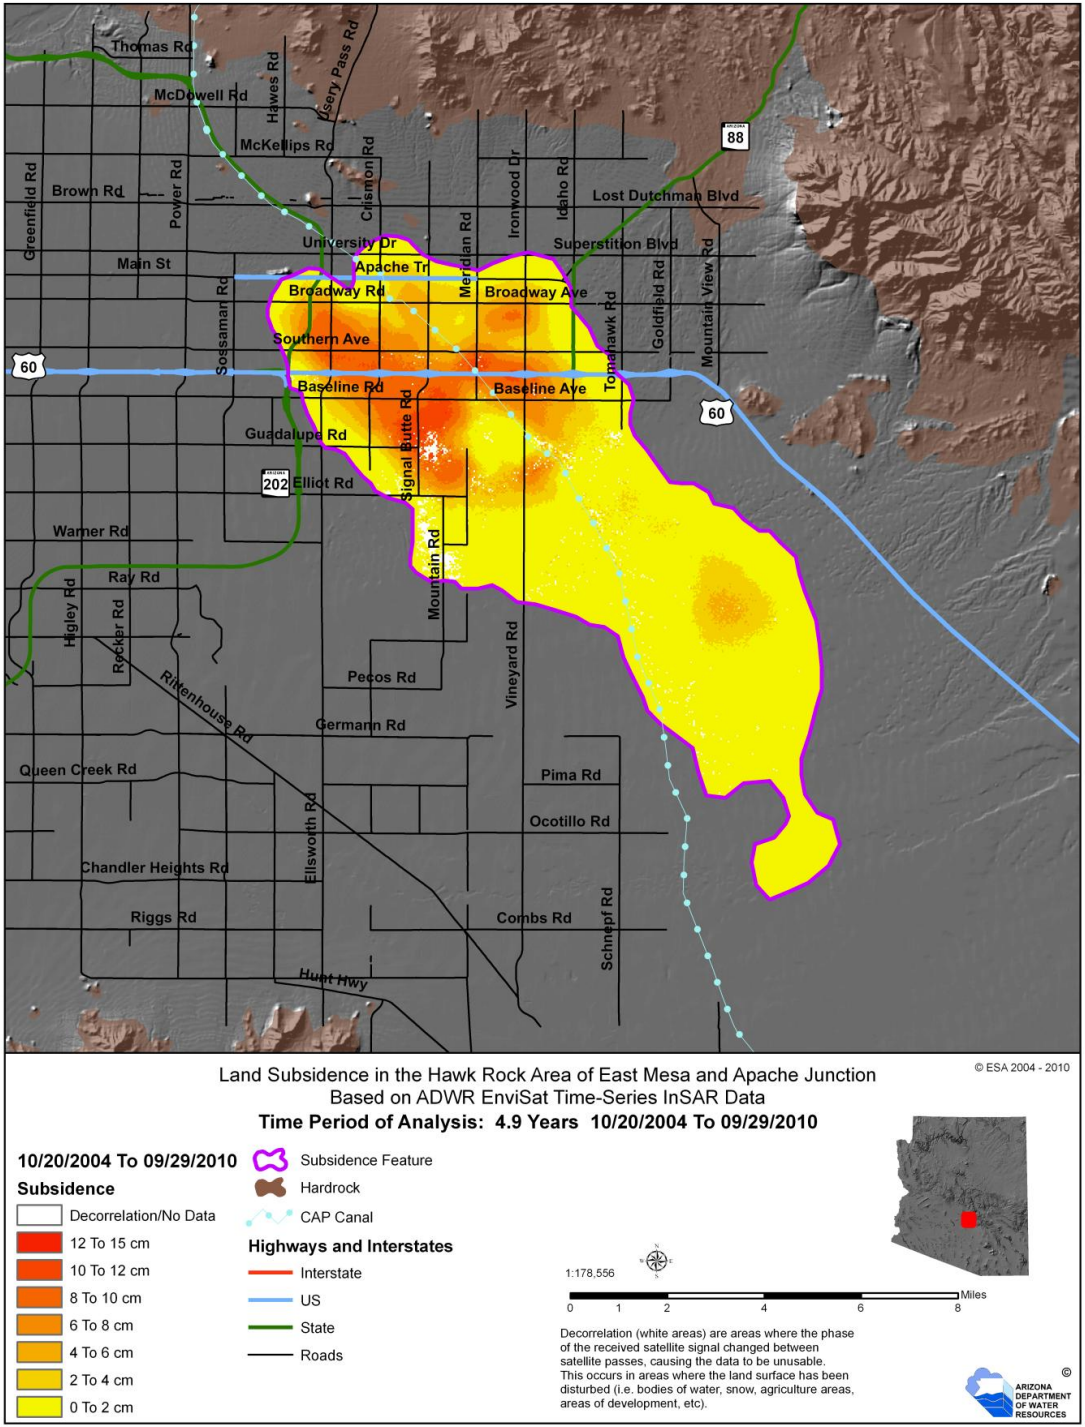 Thomas Rd
McDowell Rd
Hawes Rd
Usery Pass Rd
ARIZONA
88
McKellips Rd
Greenfield Rd
Brown Rd
Power Rd
Crismon Rd
Ironwood Dr
Idaho Rd
Lost Dutchman Blvd
University Dr
Superstition Blvd
Main St
Apache Tr
Meridian Rd
Goldfield Rd
Mountain View Rd
Broadway Rd
Broadway Ave
Sossaman Rd
Tomahawk Rd
Southern Ave
60
Baseline Rd
Baseline Ave
60
Guadalupe Rd
Signal Butte Rd
ARIZONA
202
Elliot Rd
Warner Rd
Mountain Rd
Ray Rd
Higley Rd
Recker Rd
Vineyard Rd
Pecos Rd
Rittenhouse Rd
Germann Rd
Queen Creek Rd
Pima Rd
Ellsworth Rd
Ocotillo Rd
Chandler Heights Rd
Riggs Rd
Combs Rd
Schnepf Rd
Hunt Hwy
© ESA 2004 - 2010
Land Subsidence in the Hawk Rock Area of East Mesa and Apache Junction
Based on ADWR EnviSat Time-Series InSAR Data
Time Period of Analysis: 4.9 Years 10/20/2004 To 09/29/2010
10/20/2004 To 09/29/2010
Subsidence
Decorrelation/No Data
12 To 15 cm
10 To 12 cm
8 To 10 cm
6 To 8 cm
4 To 6 cm
2 To 4 cm
0 To 2 cm
Subsidence Feature
Hardrock
CAP Canal
Highways and Interstates
Interstate
US
State
Roads
N
W E
S
1:178,556
Miles
0 1 2 4 6 8
Decorrelation (white areas) are areas where the phase
of the received satellite signal changed between
satellite passes, causing the data to be unusable.
This occurs in areas where the land surface has been
disturbed (i.e. bodies of water, snow, agriculture areas,
areas of development, etc).
©
ARIZONA
DEPARTMENT
OF WATER
RESOURCES